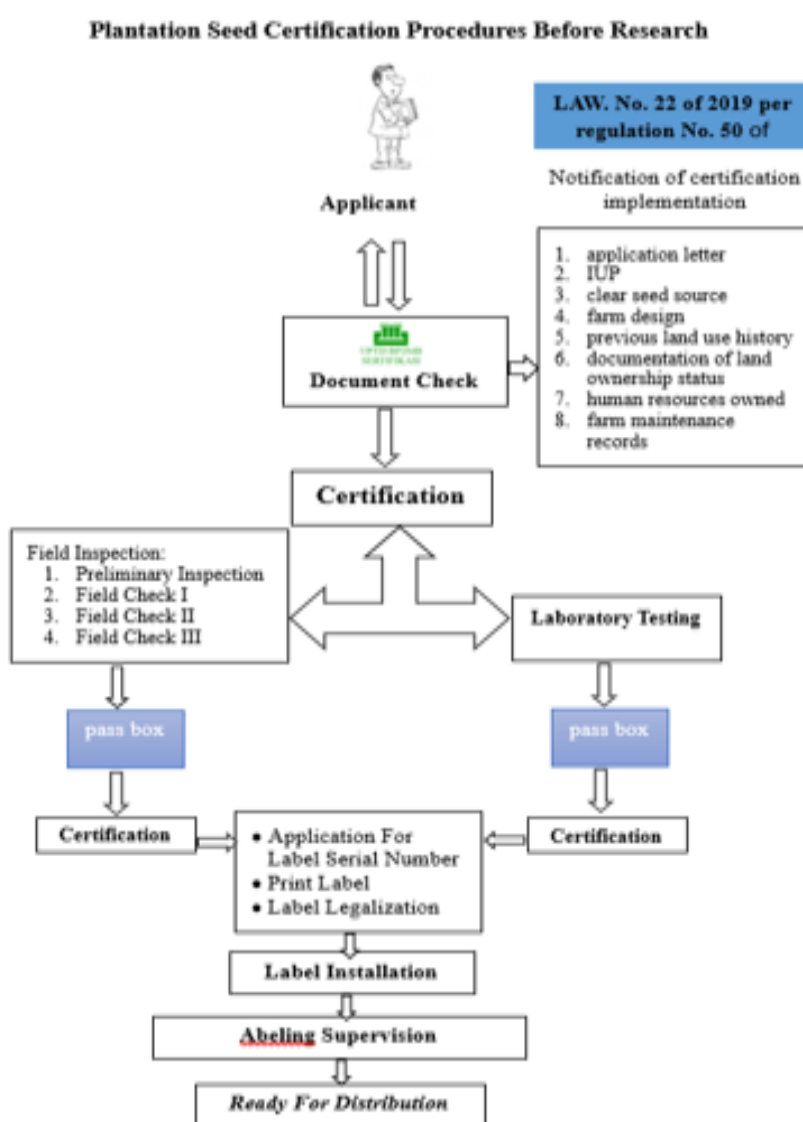 Plantation Seed Certification Procedures Before Research
LAW. No. 22 of 2019 per
regulation No. 50 of
Notification of certification
implementation
Applicant
1. application letter
2. IUP
3. clear seed source
4. farm design
5. previous land use history
6. documentation of land
ownership status
7. human resources owned
8. farm maintenance
records
SERTIFIKASI
Document Check
Certification
Field Inspection:
1. Preliminary Inspection
2. Field Check I
3. Field Check II
4. Field Check III
Laboratory Testing
pass box
pass box
Certification
• Application For
Label Serial Number
• Print Label
• Label Legalization
Certification
Label Installation
Abeling Supervision
Ready For Distribution